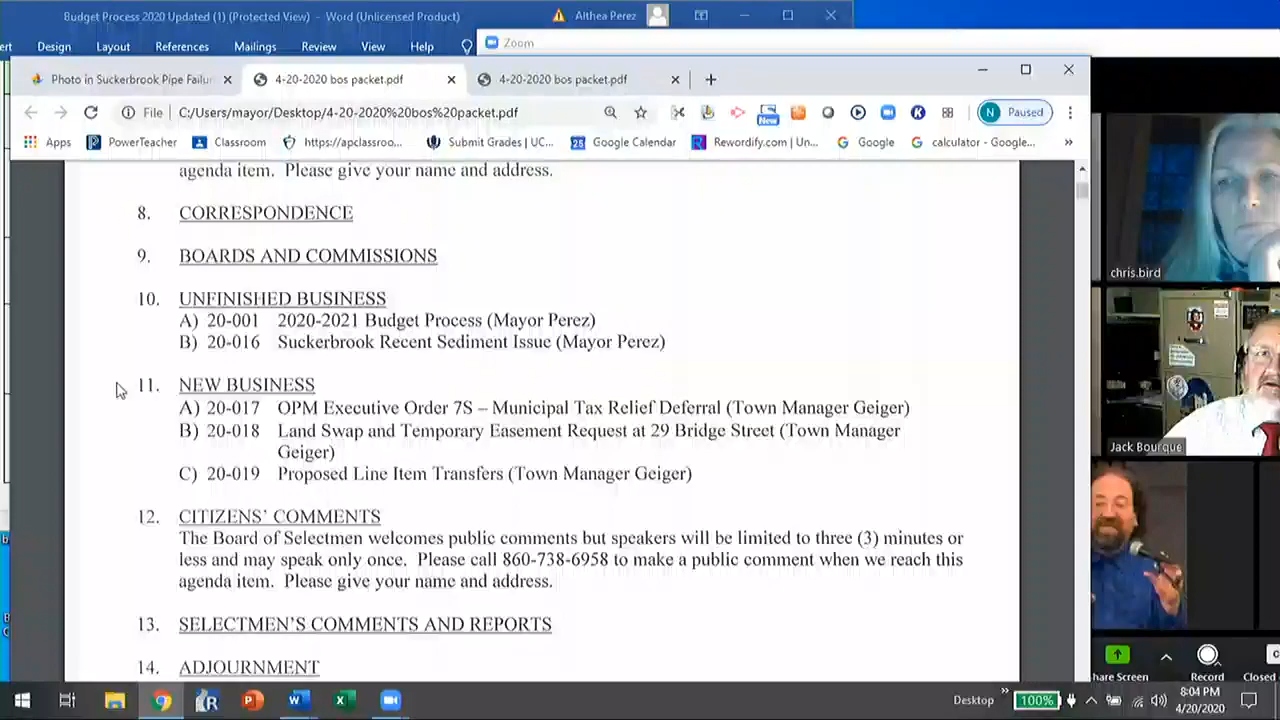 Budget Process 2020 Updated (1) (Protected View) - Word (Unlicensed Product)
Althea Perez
Design Layout References Mailings Review View Help
Zoom
Photo in Suckerbrook Pipe Failu
4-20-2020 bos packet.pdf
4-20-2020 bos packet.pdf
File C:/Users/mayor/Desktop/4-20-2020%20bos%20packet.pdf
New
N Paused
Apps PowerTeacher Classroom https://apclassroo... Submit Grades | UC... Google Calendar Rewordify.com | Un... Google calculator - Google... »
agenda item. Please give your name and address.
8. CORRESPONDENCE
9. BOARDS AND COMMISSIONS
10. UNFINISHED BUSINESS
A) 20-001 2020-2021 Budget Process (Mayor Perez)
B) 20-016 Suckerbrook Recent Sediment Issue (Mayor Perez)
11. NEW BUSINESS
A) 20-017 OPM Executive Order 7S – Municipal Tax Relief Deferral (Town Manager Geiger)
B) 20-018 Land Swap and Temporary Easement Request at 29 Bridge Street (Town Manager
Geiger)
C) 20-019 Proposed Line Item Transfers (Town Manager Geiger)
12. CITIZENS' COMMENTS
The Board of Selectmen welcomes public comments but speakers will be limited to three (3) minutes or
less and may speak only once. Please call 860-738-6958 to make a public comment when we reach this
agenda item. Please give your name and address.
13. SELECTMEN'S COMMENTS AND REPORTS
14. ADJOURNMENT
chris.bird
Jack Bourque
hare Screen Record Closed
Desktop » 100% 8:04 PM
4/20/2020